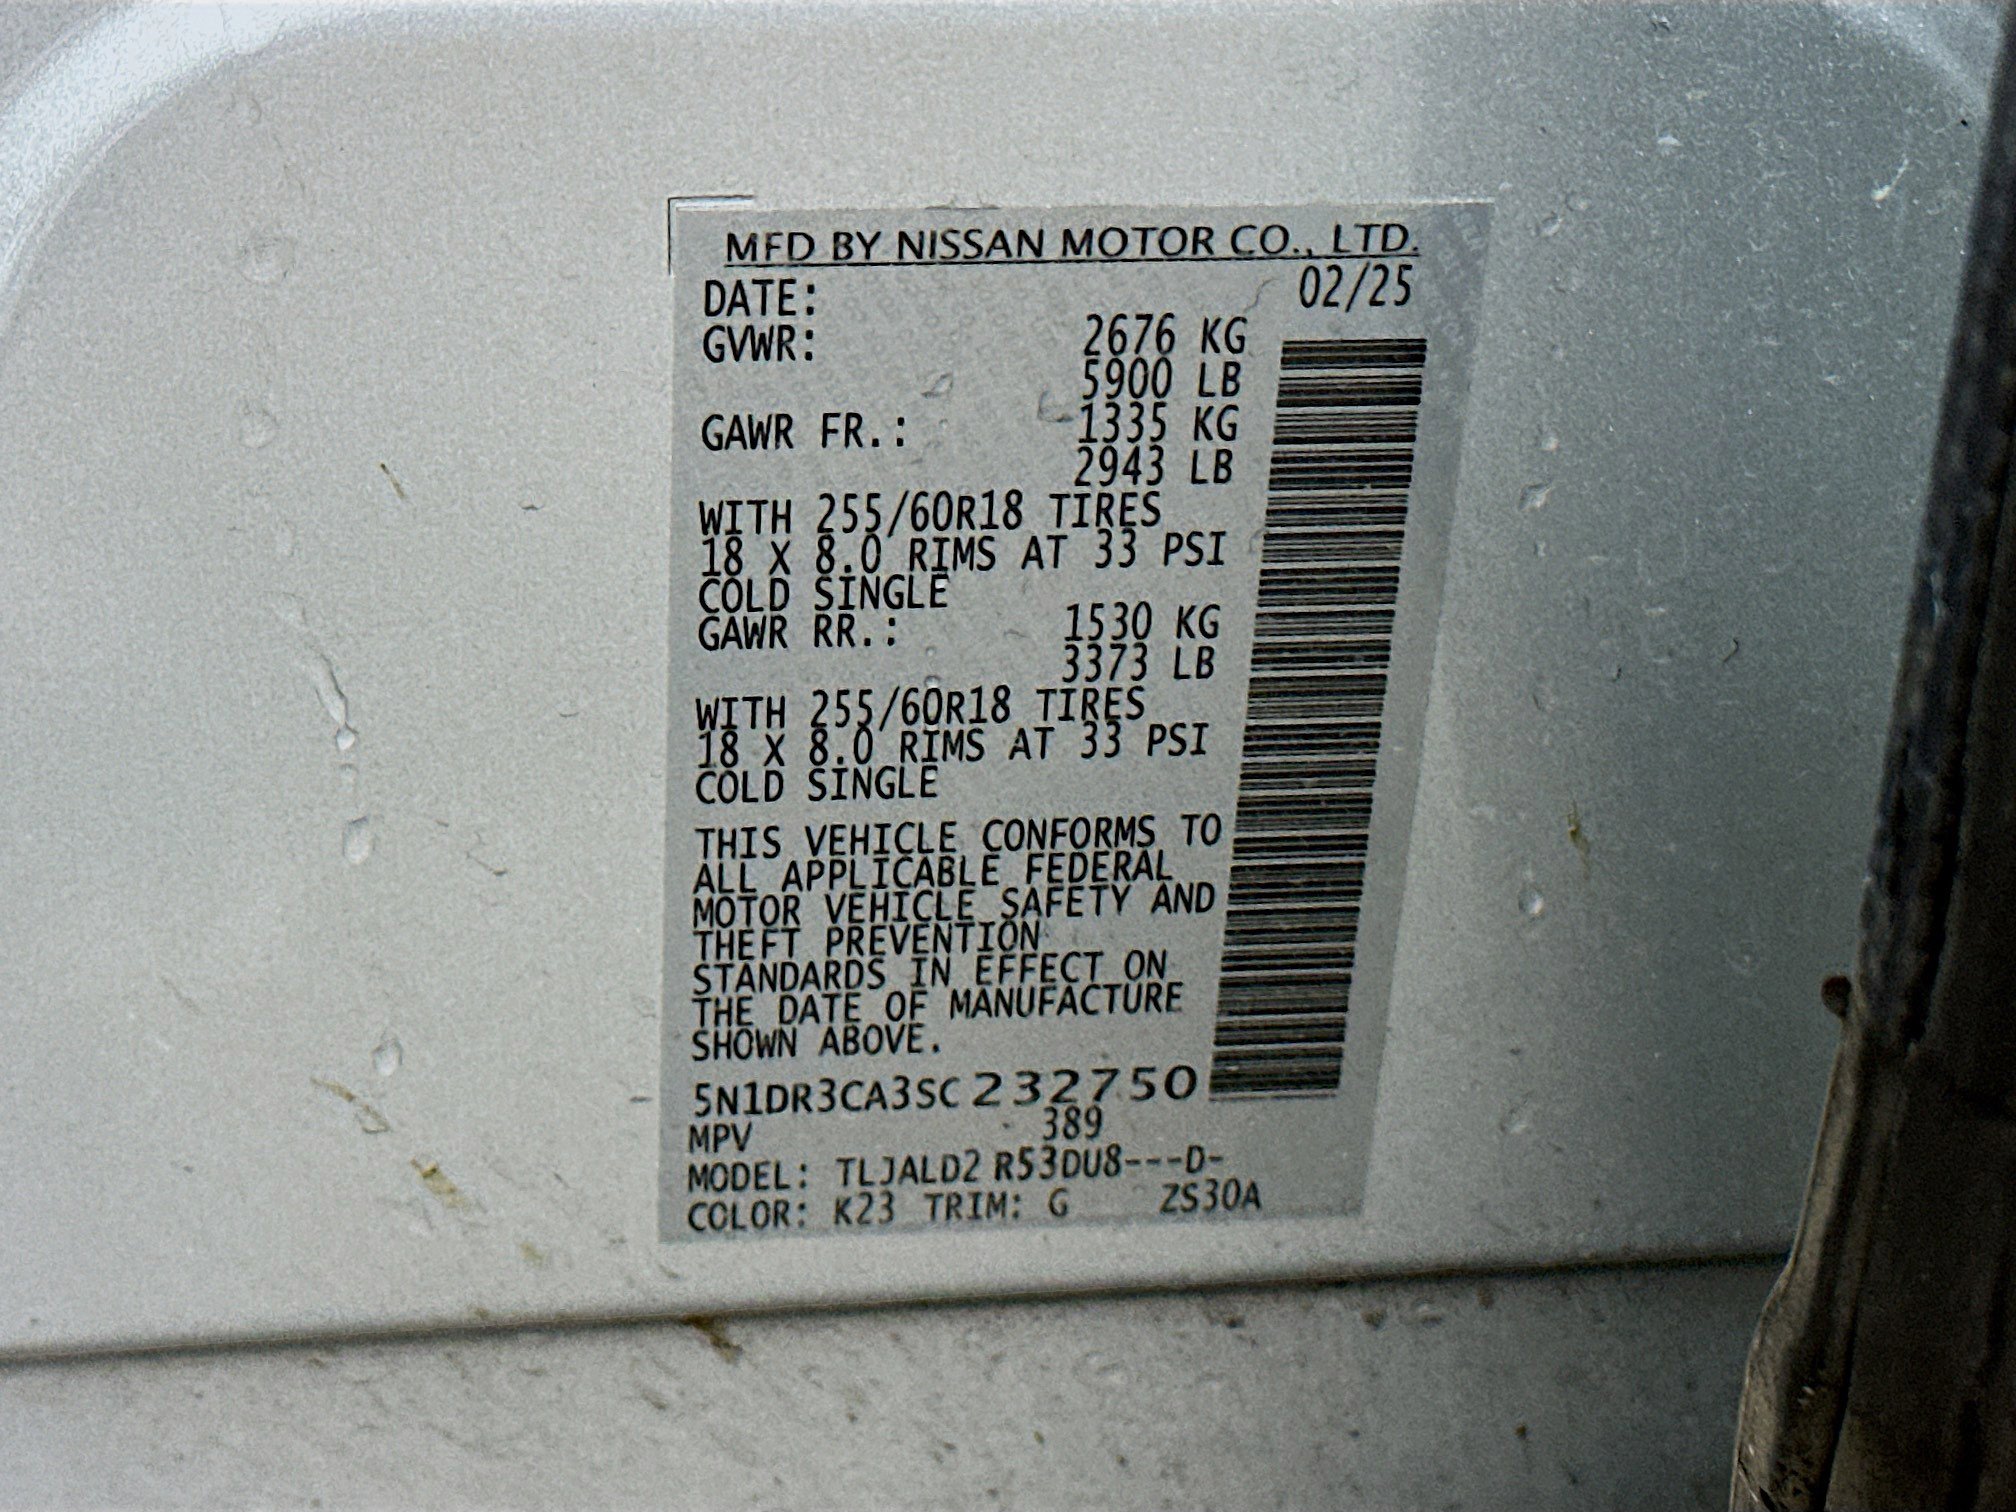 MFD BY NISSAN MOTOR CO., LTD.
DATE: 02/25
GVWR: 2676 KG
5900 LB
GAWR FR.: 1335 KG
2943 LB
WITH 255/60R18 TIRES
18 X 8.0 RIMS AT 33 PSI
COLD SINGLE
GAWR RR.: 1530 KG
3373 LB
WITH 255/60R18 TIRES
18 X 8.0 RIMS AT 33 PSI
COLD SINGLE
THIS VEHICLE CONFORMS TO
ALL APPLICABLE FEDERAL
MOTOR VEHICLE SAFETY AND
THEFT PREVENTION
STANDARDS IN EFFECT ON
THE DATE OF MANUFACTURE
SHOWN ABOVE.
5N1DR3CA3SC232750
MPV 389
MODEL: TLJALD2 R53DU8---D-
COLOR: K23 TRIM: G ZS30A